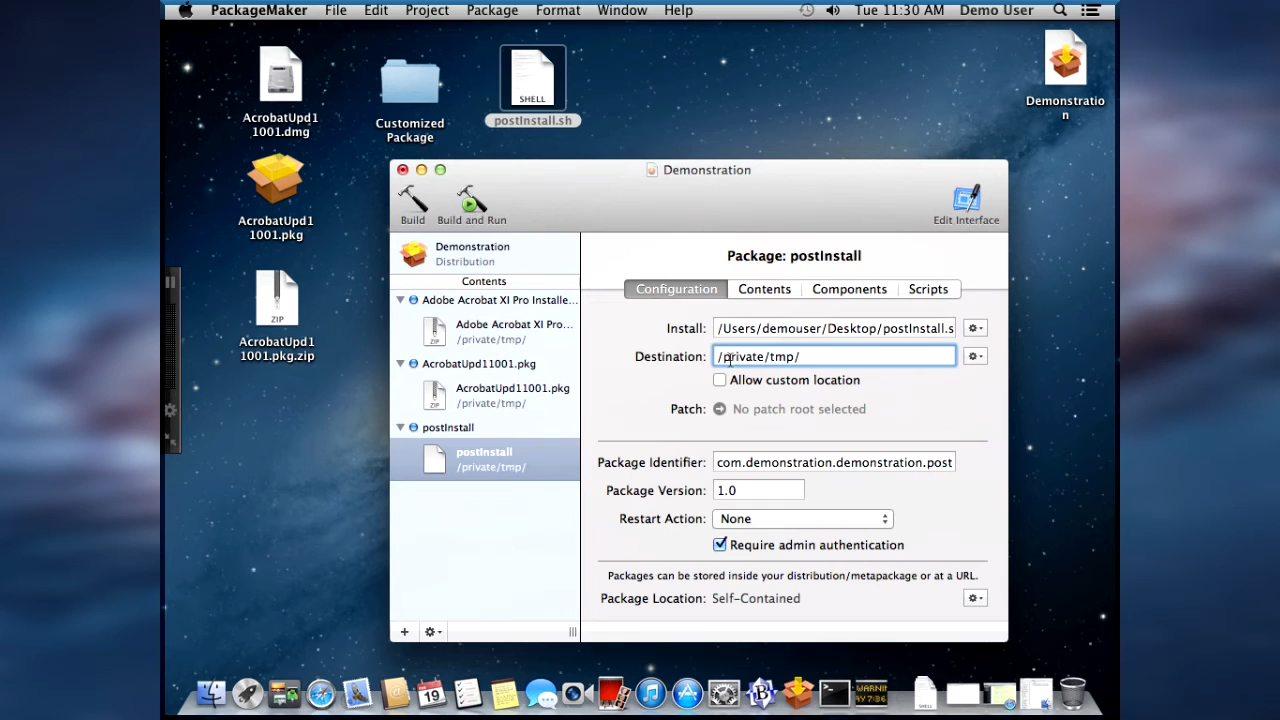 PackageMaker File Edit Project Package Format Window Help Tue 11:30 AM Demo User
AcrobatUpd1
1001.dmg
Customized
Package
SHELL
postInstall.sh
Demonstratio
n
AcrobatUpd1
1001.pkg
ZIP
AcrobatUpd1
1001.pkg.zip
Demonstration
Build
Build and Run
Edit Interface
Demonstration
Distribution
Contents
Adobe Acrobat XI Pro Installe...
ZIP
Adobe Acrobat XI Pro...
/private/tmp/
AcrobatUpd11001.pkg
ZIP
AcrobatUpd11001.pkg
/private/tmp/
postInstall
postInstall
/private/tmp/
Package: postInstall
Configuration Contents Components Scripts
Install: /Users/demouser/Desktop/postInstall.s
Destination: /private/tmp/
Allow custom location
Patch: No patch root selected
Package Identifier: com.demonstration.demonstration.post
Package Version: 1.0
Restart Action: None
Require admin authentication
Packages can be stored inside your distribution/metapackage or at a URL.
Package Location: Self-Contained
19
SHELL